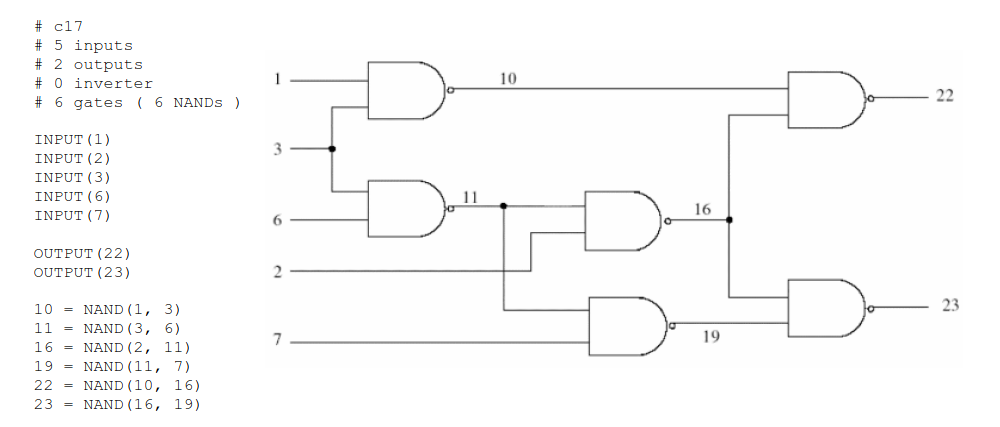 # c17
# 5 inputs
# 2 outputs
# 0 inverter
# 6 gates ( 6 NANDs )
INPUT(1)
INPUT(2)
INPUT(3)
INPUT(6)
INPUT(7)
OUTPUT(22)
OUTPUT(23)
10 = NAND(1, 3)
11 = NAND(3, 6)
16 = NAND(2, 11)
19 = NAND(11, 7)
22 = NAND(10, 16)
23 = NAND(16, 19)
1
10
22
3
11
16
6
2
23
7
19